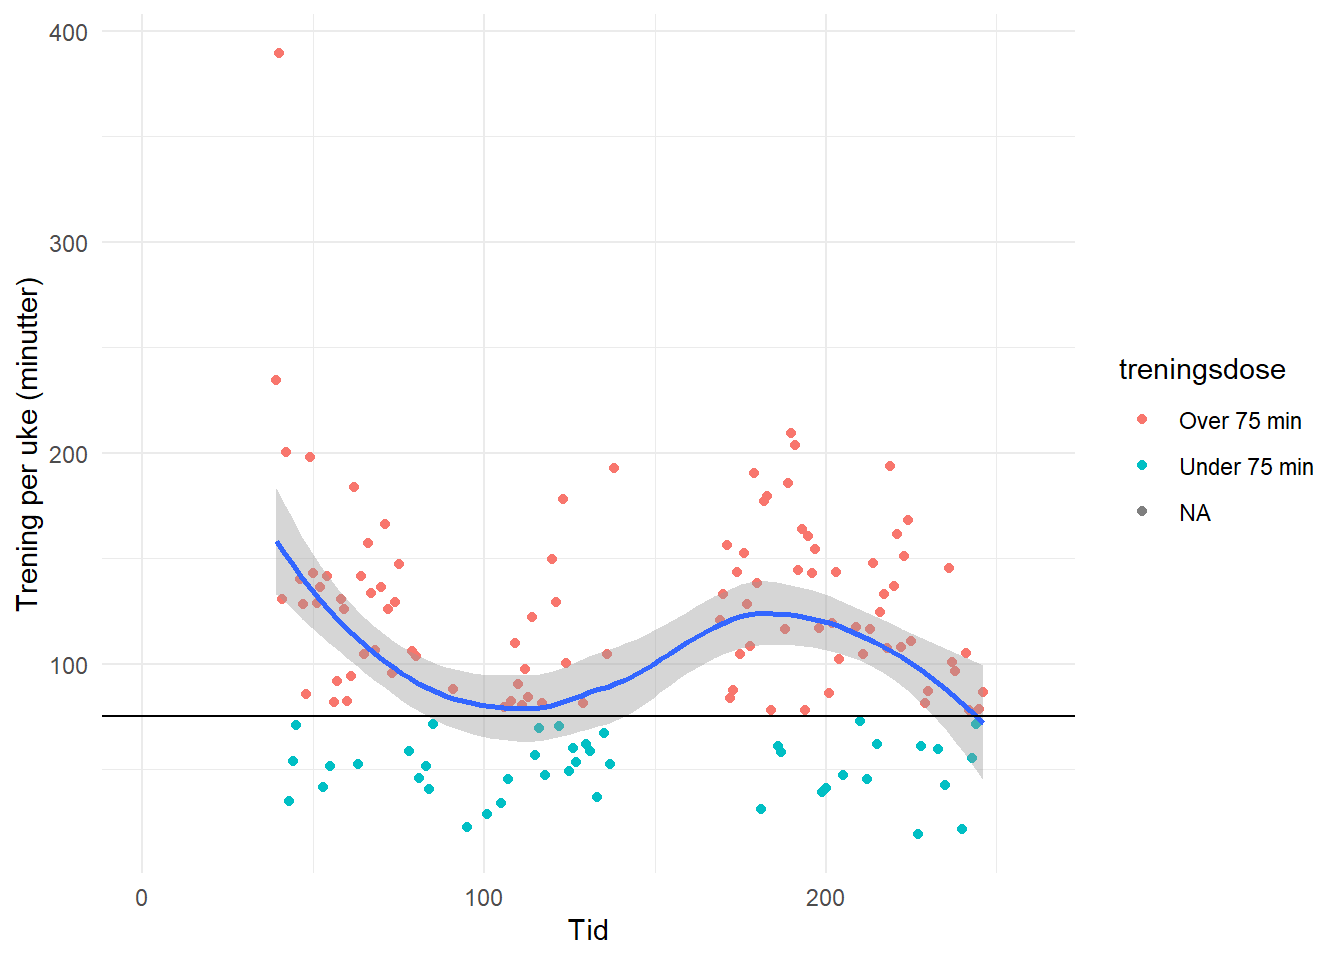 400
300
200
100
0
100
200
Trening per uke (minutter)
Tid
treningsdose
Over 75 min
Under 75 min
NA